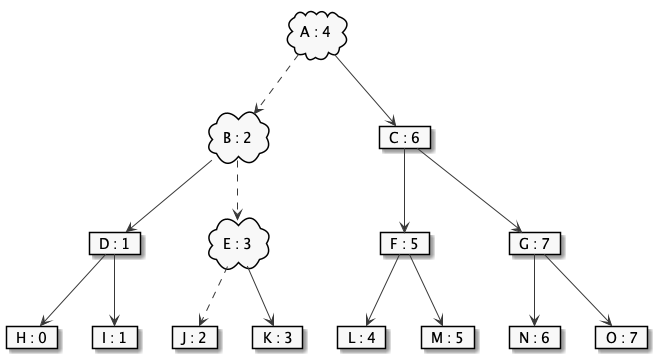 A : 4
B : 2
C : 6
D : 1
E : 3
F : 5
G : 7
H : 0
I : 1
J : 2
K : 3
L : 4
M : 5
N : 6
O : 7